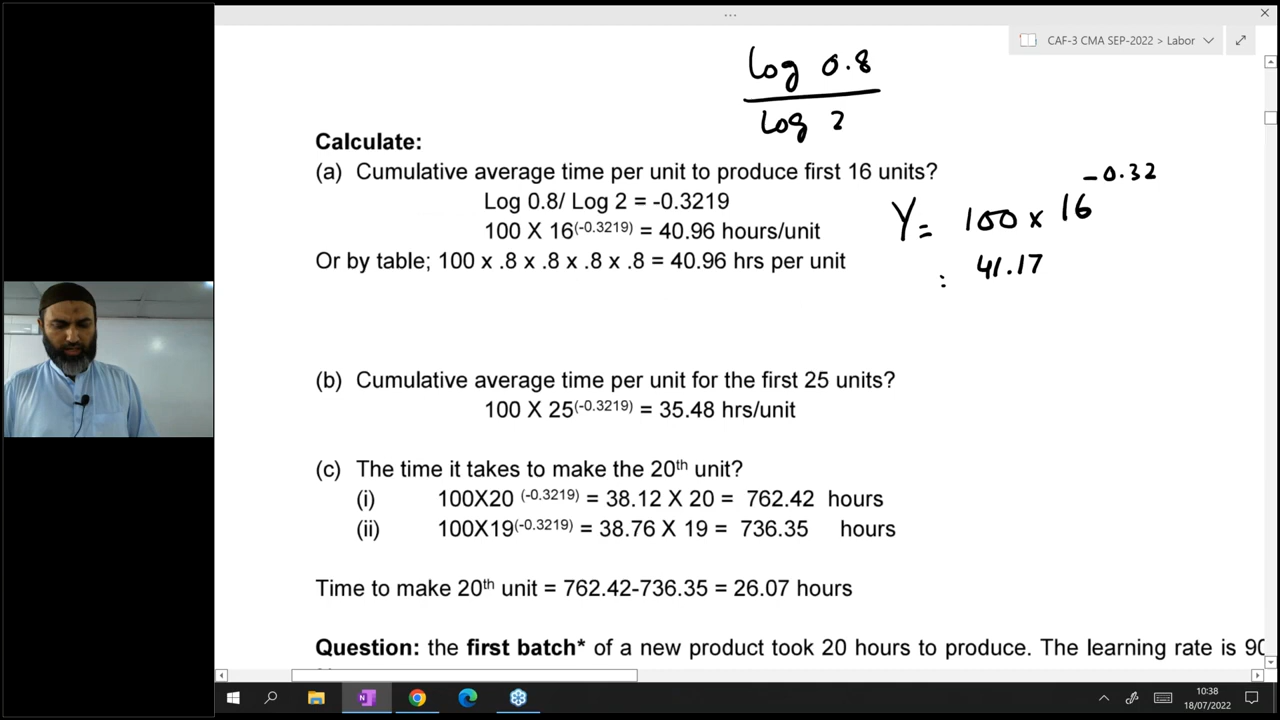 CAF-3 CMA SEP-2022 > Labor
log 0.8
log 2
Calculate:
(a) Cumulative average time per unit to produce first 16 units?
Log 0.8/ Log 2 = -0.3219
100 X 16(-0.3219) = 40.96 hours/unit
Or by table; 100 x .8 x .8 x .8 x .8 = 40.96 hrs per unit
Y = 100 x 16 -0.32
: 41.17
(b) Cumulative average time per unit for the first 25 units?
100 X 25(-0.3219) = 35.48 hrs/unit
(c) The time it takes to make the 20th unit?
(i) 100X20 (-0.3219) = 38.12 X 20 = 762.42 hours
(ii) 100X19(-0.3219) = 38.76 X 19 = 736.35 hours
Time to make 20th unit = 762.42-736.35 = 26.07 hours
Question: the first batch* of a new product took 20 hours to produce. The learning rate is 90
10:38
18/07/2022